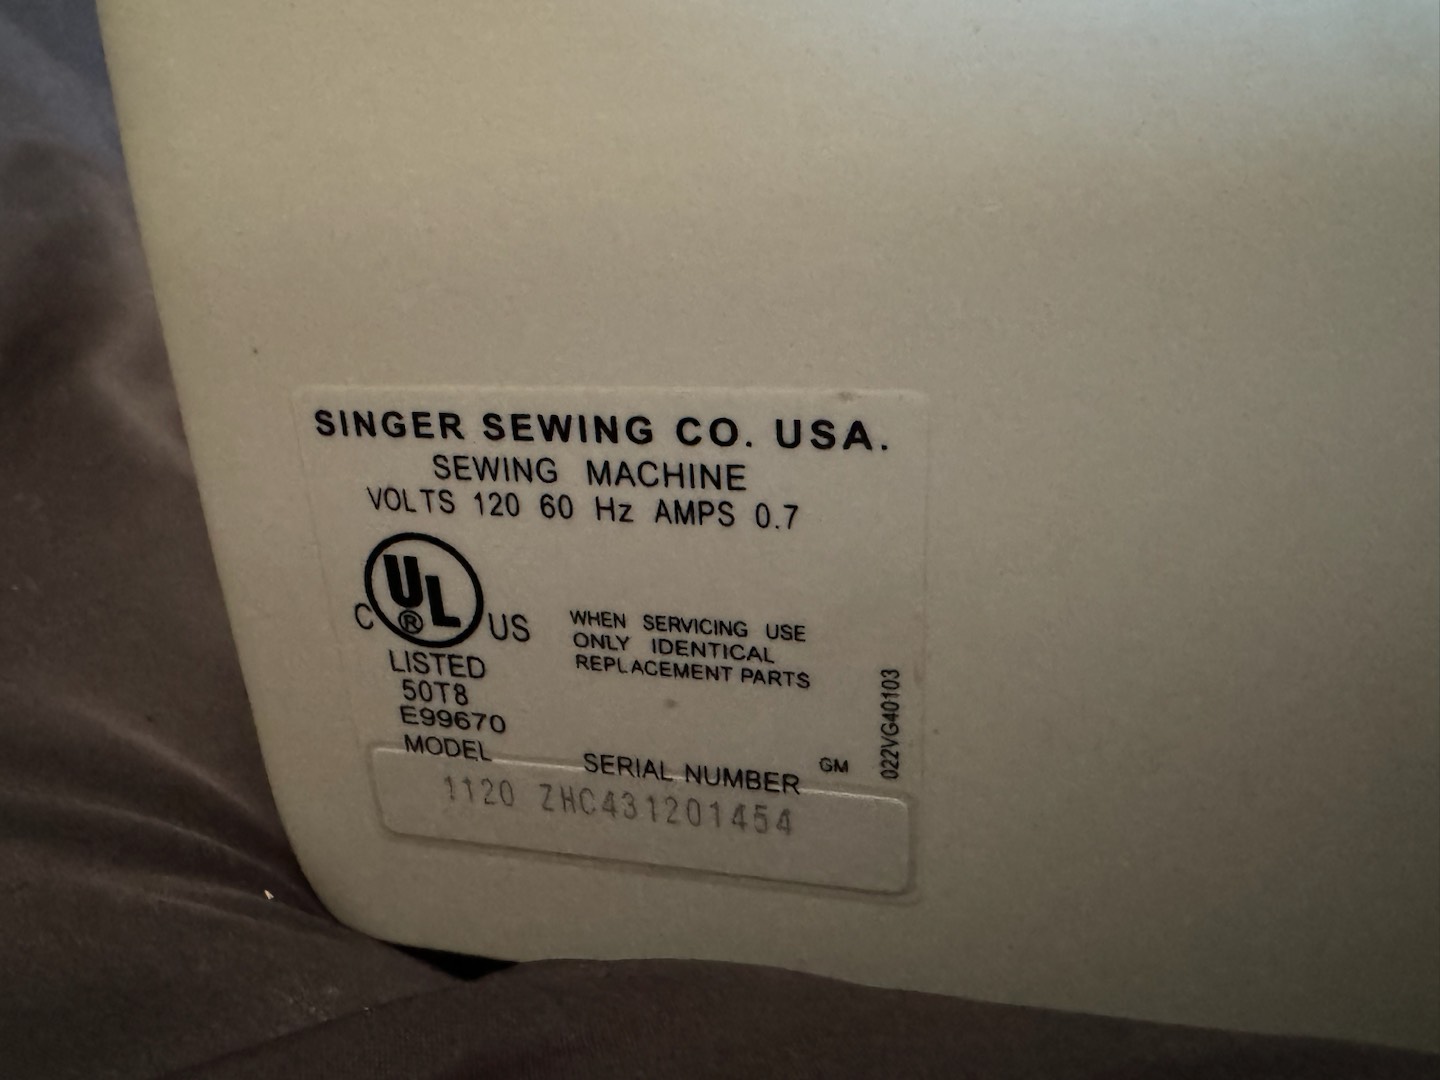 SINGER SEWING CO. USA.
SEWING MACHINE
VOLTS 120 60 Hz AMPS 0.7
C UL ® US
LISTED
50T8
E99670
WHEN SERVICING USE
ONLY IDENTICAL
REPLACEMENT PARTS
022VG40103
MODEL SERIAL NUMBER GM
1120 ZHC431201454